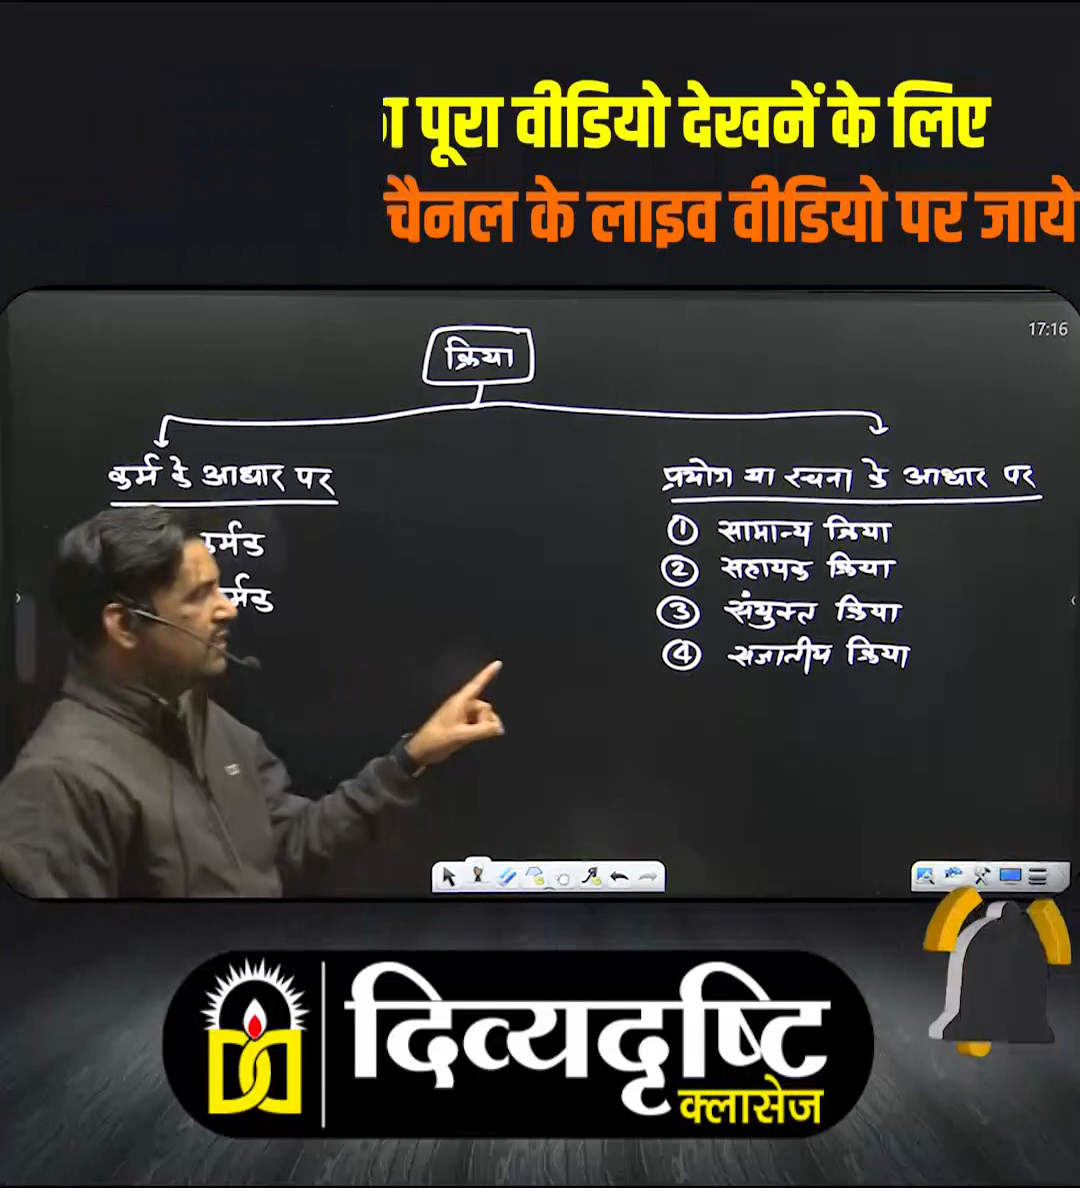 पूरा वीडियो देखनें के लिए
चैनल के लाइव वीडियो पर जाये
17:16
क्रिया
कर्म के आधार पर
प्रयोग या रचना के आधार पर
① सामान्य क्रिया
② सहायक क्रिया
③ संयुक्त क्रिया
④ सजातीय क्रिया
दिव्यदृष्टि
क्लासेज